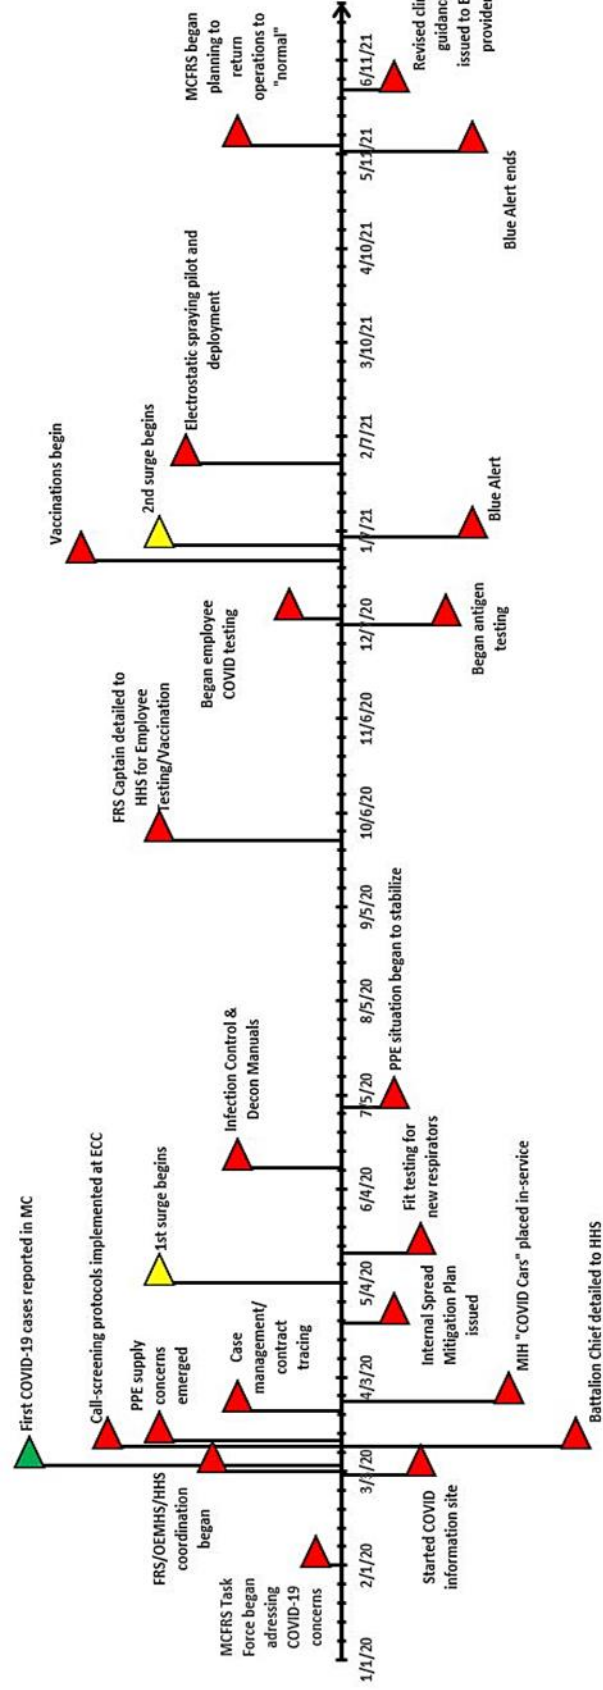 First COVID-19 cases reported in MC
Call-screening protocols implemented at ECC
PPE supply
concerns
emerged
FRS/OEMHS/HHS
coordination
began
MCFRS Task
Force began
adressing
COVID-19
concerns
Case
management/
contract
tracing
1st surge begins
Infection Control &
Decon Manuals
FRS Captain detailed to
HHS for Employee
Testing/Vaccination
Began employee
COVID testing
Vaccinations begin
2nd surge begins
Electrostatic spraying pilot and
deployment
MCFRS began
planning to
return
operations to
"normal"
1/1/20
2/1/20
3/3/20
4/3/20
5/4/20
6/4/20
7/5/20
8/5/20
9/5/20
10/6/20
11/6/20
12/7/20
1/7/21
2/7/21
3/10/21
4/10/21
5/11/21
6/11/21
Started COVID
information site
Battalion Chief detailed to HHS
MIH "COVID Cars" placed in-service
Internal Spread
Mitigation Plan
issued
Fit testing for
new respirators
PPE situation began to stabilize
Began antigen
testing
Blue Alert
Blue Alert ends
Revised
guidanc
issued to
provider